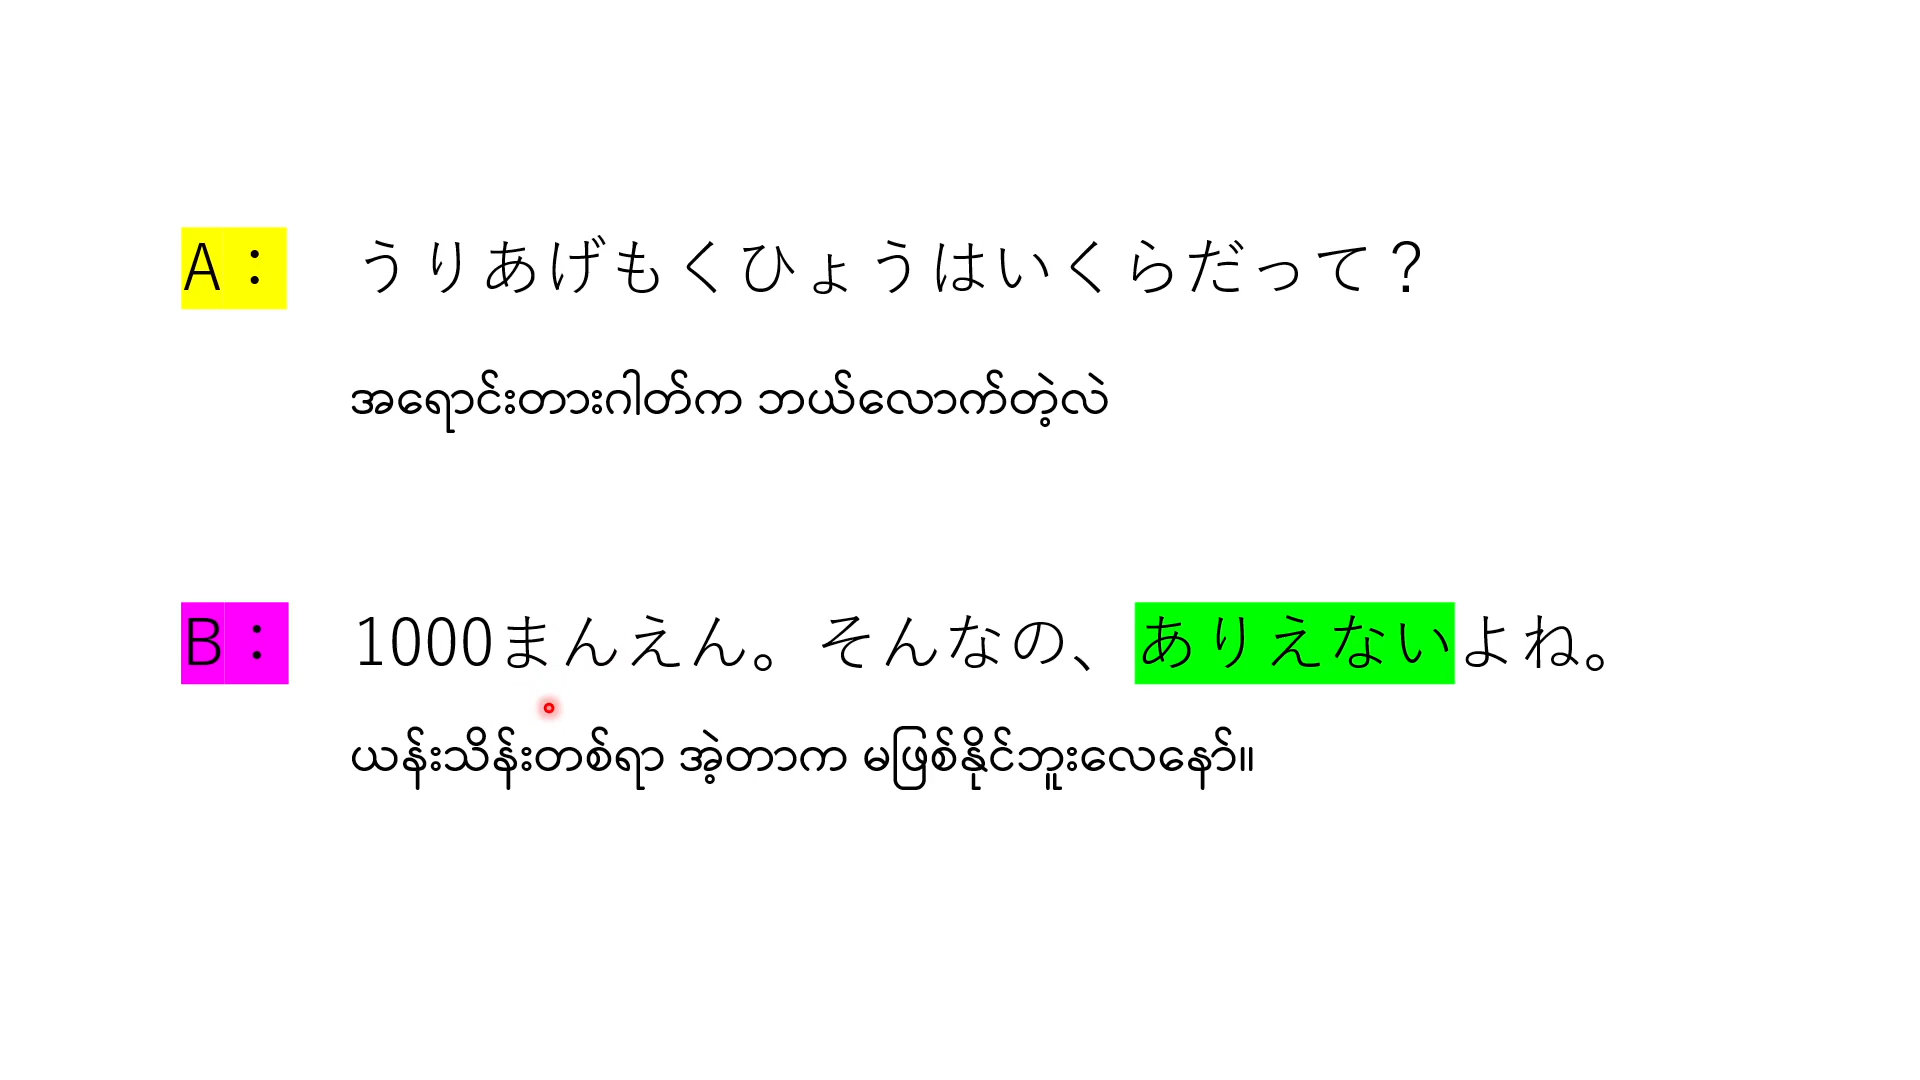 A： うりあげもくひょうはいくらだって？
အရောင်းတားဂါတ်က ဘယ်လောက်တဲ့လဲ
B： 1000まんえん。そんなの、ありえないよね。
ယန်းသိန်းတစ်ရာ အဲ့တာက မဖြစ်နိုင်ဘူးလေနော်။